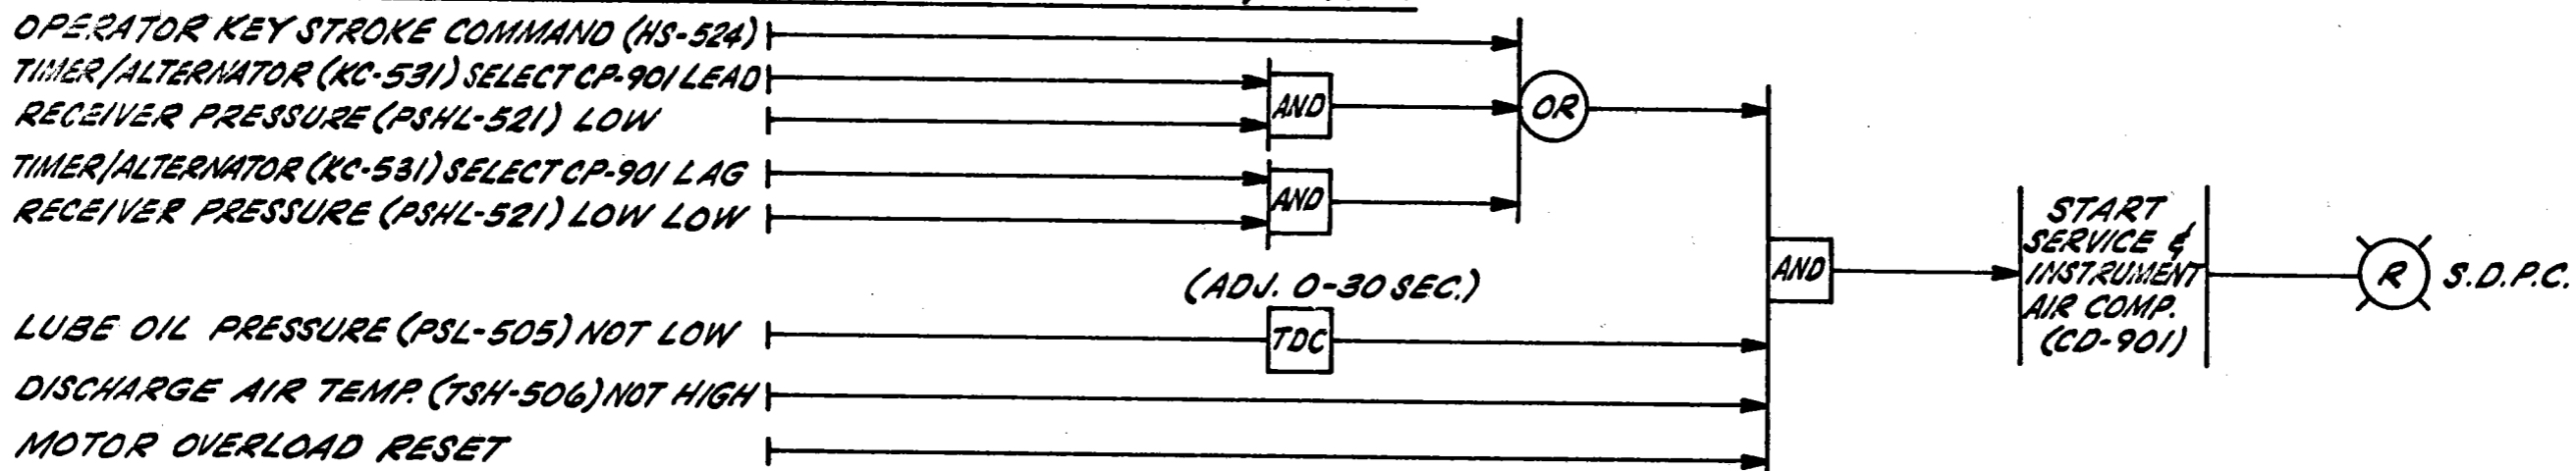 OPERATOR KEY STROKE COMMAND (HS-524)
TIMER/ALTERNATOR (KC-531) SELECT CP-901 LEAD
RECEIVER PRESSURE (PSHL-521) LOW
TIMER/ALTERNATOR (KC-531) SELECT CP-901 LAG
RECEIVER PRESSURE (PSHL-521) LOW LOW
LUBE OIL PRESSURE (PSL-505) NOT LOW
DISCHARGE AIR TEMP. (TSH-506) NOT HIGH
MOTOR OVERLOAD RESET
AND
AND
(ADJ. 0-30 SEC.)
TDC
OR
AND
START
SERVICE &
INSTRUMENT
AIR COMP.
(CD-901)
R
S.D.P.C.